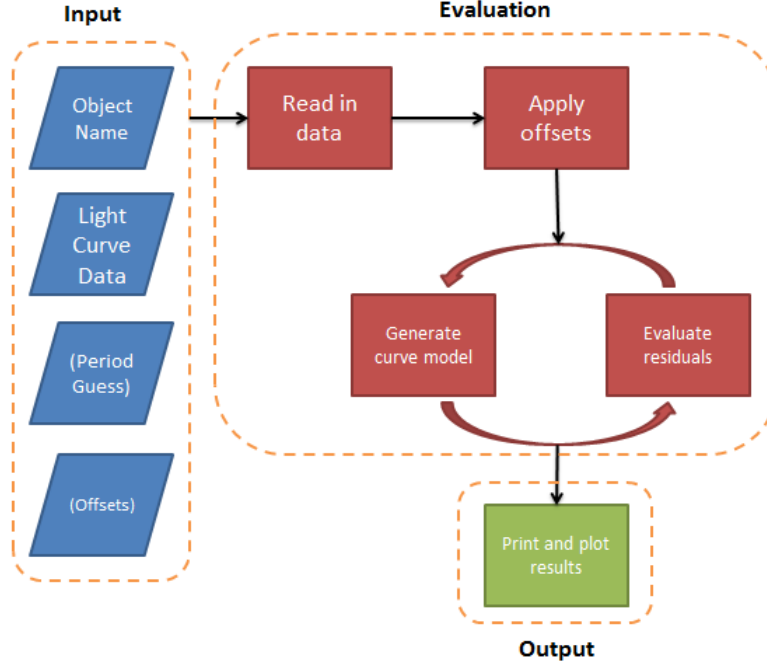 Input
Evaluation
Object
Name
Read in
data
Apply
offsets
Light
Curve
Data
Generate
curve model
Evaluate
residuals
(Period
Guess)
(Offsets)
Print and plot
results
Output